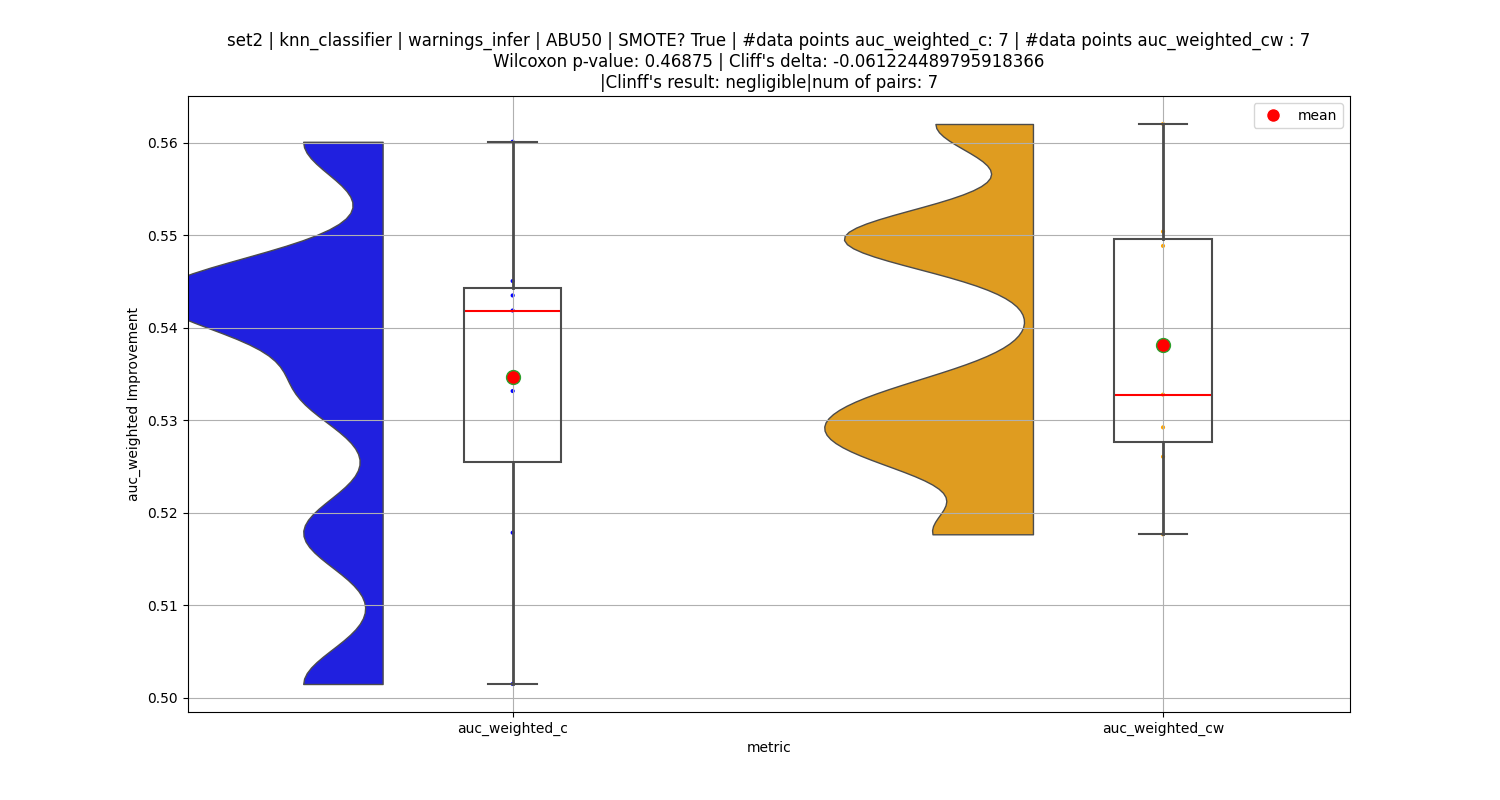 set2 | knn_classifier | warnings_infer | ABU50 | SMOTE? True | #data points auc_weighted_c: 7 | #data points auc_weighted_cw : 7
Wilcoxon p-value: 0.46875 | Cliff's delta: -0.061224489795918366
|Clinff's result: negligible|num of pairs: 7
mean
auc_weighted Improvement
0.56
0.55
0.54
0.53
0.52
0.51
0.50
auc_weighted_c
auc_weighted_cw
metric